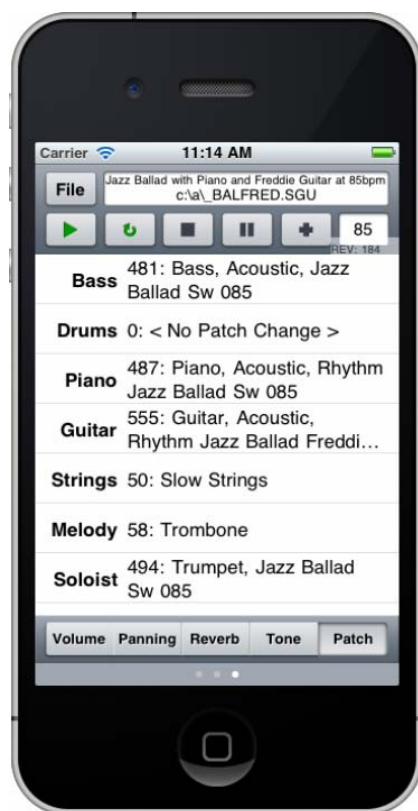 Carrier 11:14 AM
File
Jazz Ballad with Piano and Freddie Guitar at 85bpm
c:\a\_BALFRED.SGU
85
REV: 184
Bass 481: Bass, Acoustic, Jazz
Ballad Sw 085
Drums 0: < No Patch Change >
Piano 487: Piano, Acoustic, Rhythm
Jazz Ballad Sw 085
Guitar 555: Guitar, Acoustic,
Rhythm Jazz Ballad Freddi...
Strings 50: Slow Strings
Melody 58: Trombone
Soloist 494: Trumpet, Jazz Ballad
Sw 085
Volume Panning Reverb Tone Patch